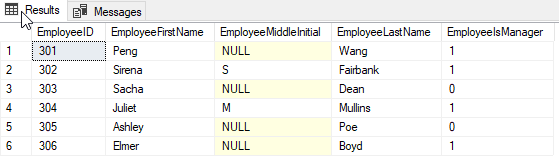 Results Messages
EmployeeID EmployeeFirstName EmployeeMiddleInitial EmployeeLastName EmployeeIsManager
1 301 Peng NULL Wang 1
2 302 Sirena S Fairbank 1
3 303 Sacha NULL Dean 0
4 304 Juliet M Mullins 1
5 305 Ashley NULL Poe 0
6 306 Elmer NULL Boyd 1